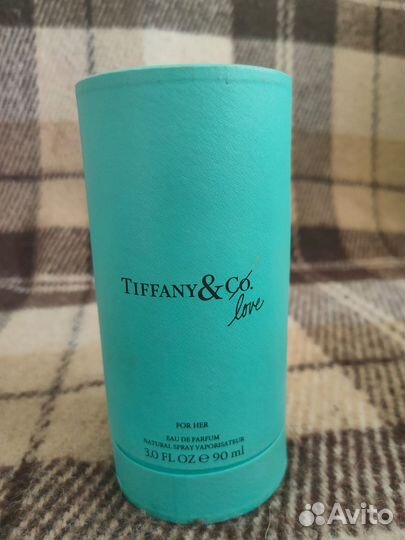 TIFFANY & Co.
love
FOR HER
EAU DE PARFUM
NATURAL SPRAY VAPORISATEUR
3.0 FL OZ ℮ 90 ml
Avito